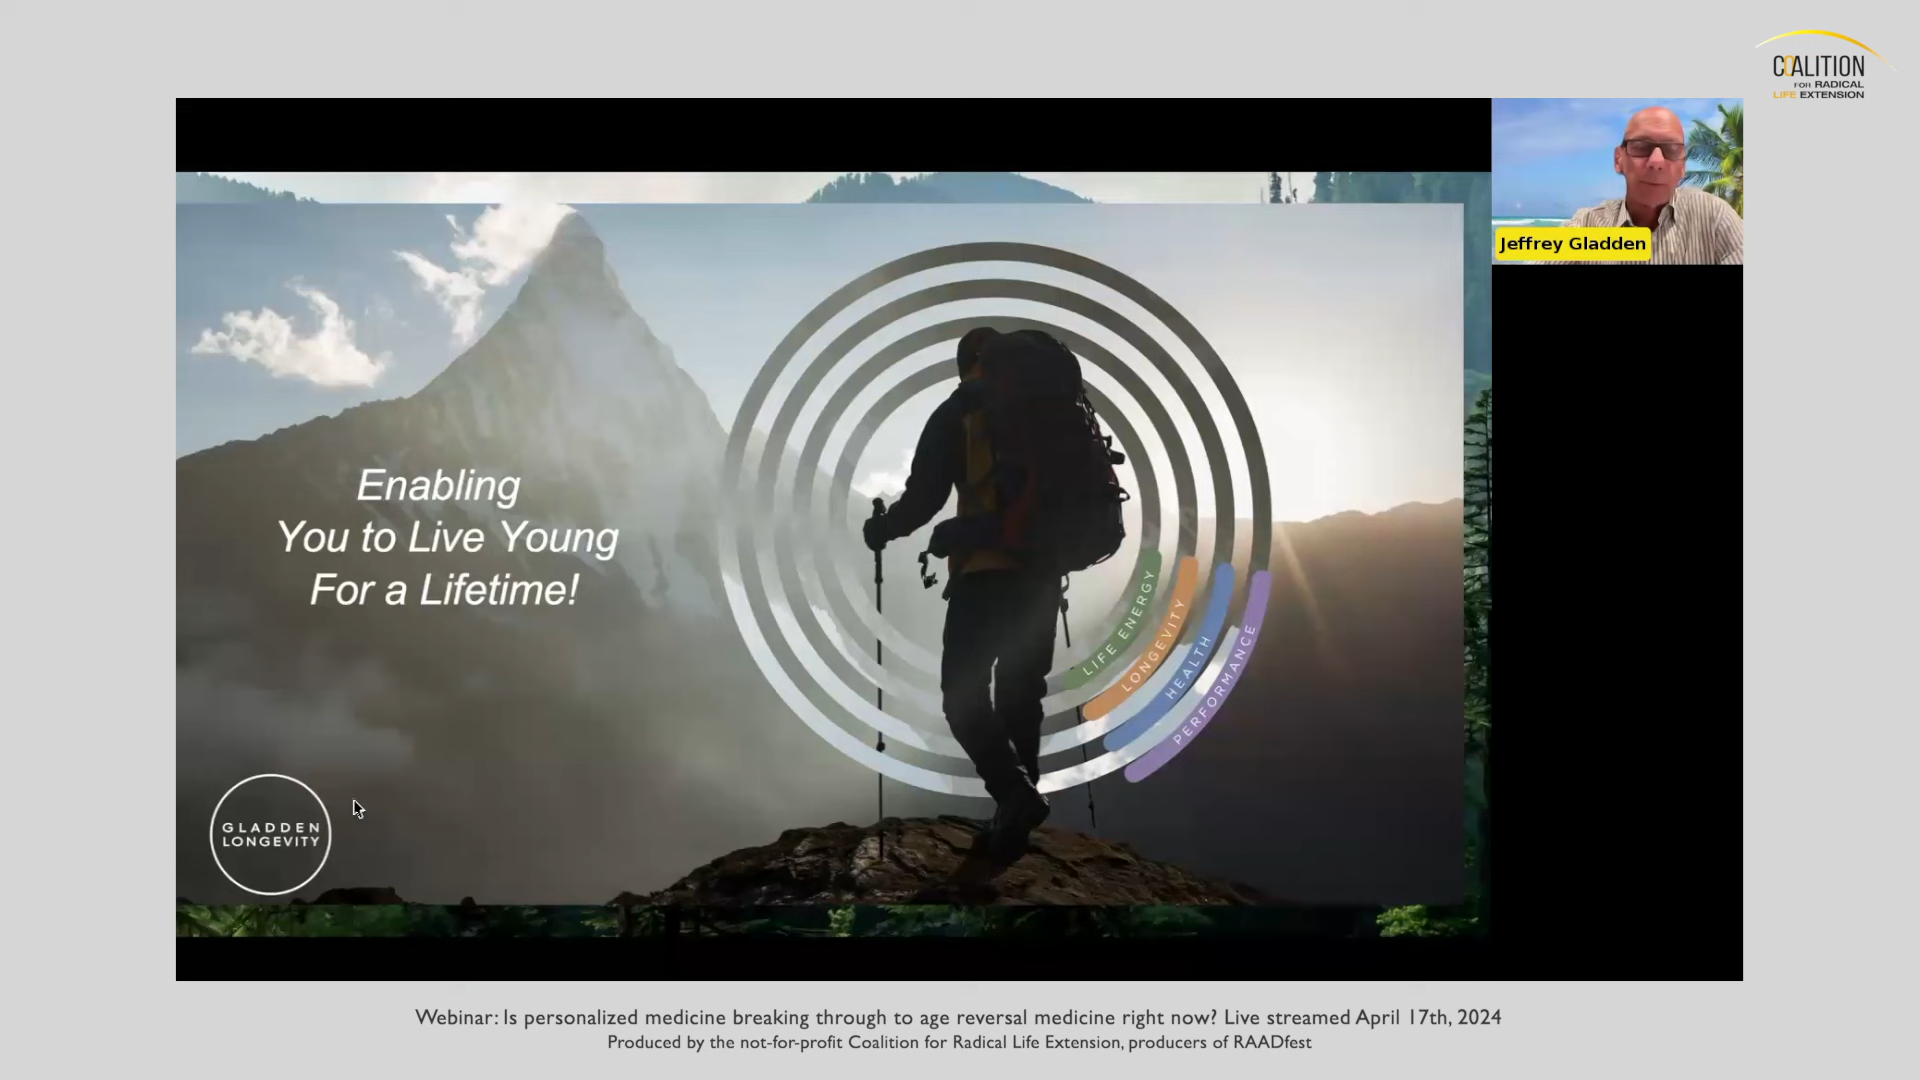 COALITION
FOR RADICAL
LIFE EXTENSION
Jeffrey Gladden
Enabling
You to Live Young
For a Lifetime!
LIFE ENERGY
LONGEVITY
HEALTH
PERFORMANCE
GLADDEN
LONGEVITY
Webinar: Is personalized medicine breaking through to age reversal medicine right now? Live streamed April 17th, 2024
Produced by the not-for-profit Coalition for Radical Life Extension, producers of RAADfest